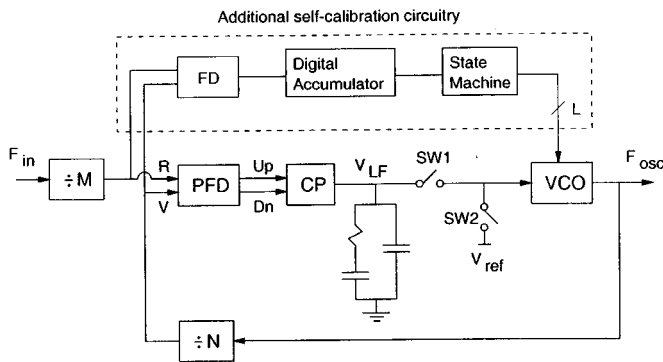 Additional self-calibration circuitry
FD
Digital
Accumulator
State
Machine
L
F in
÷M
R
V
PFD
Up
Dn
CP
V LF
SW1
SW2
V ref
VCO
F osc
÷N